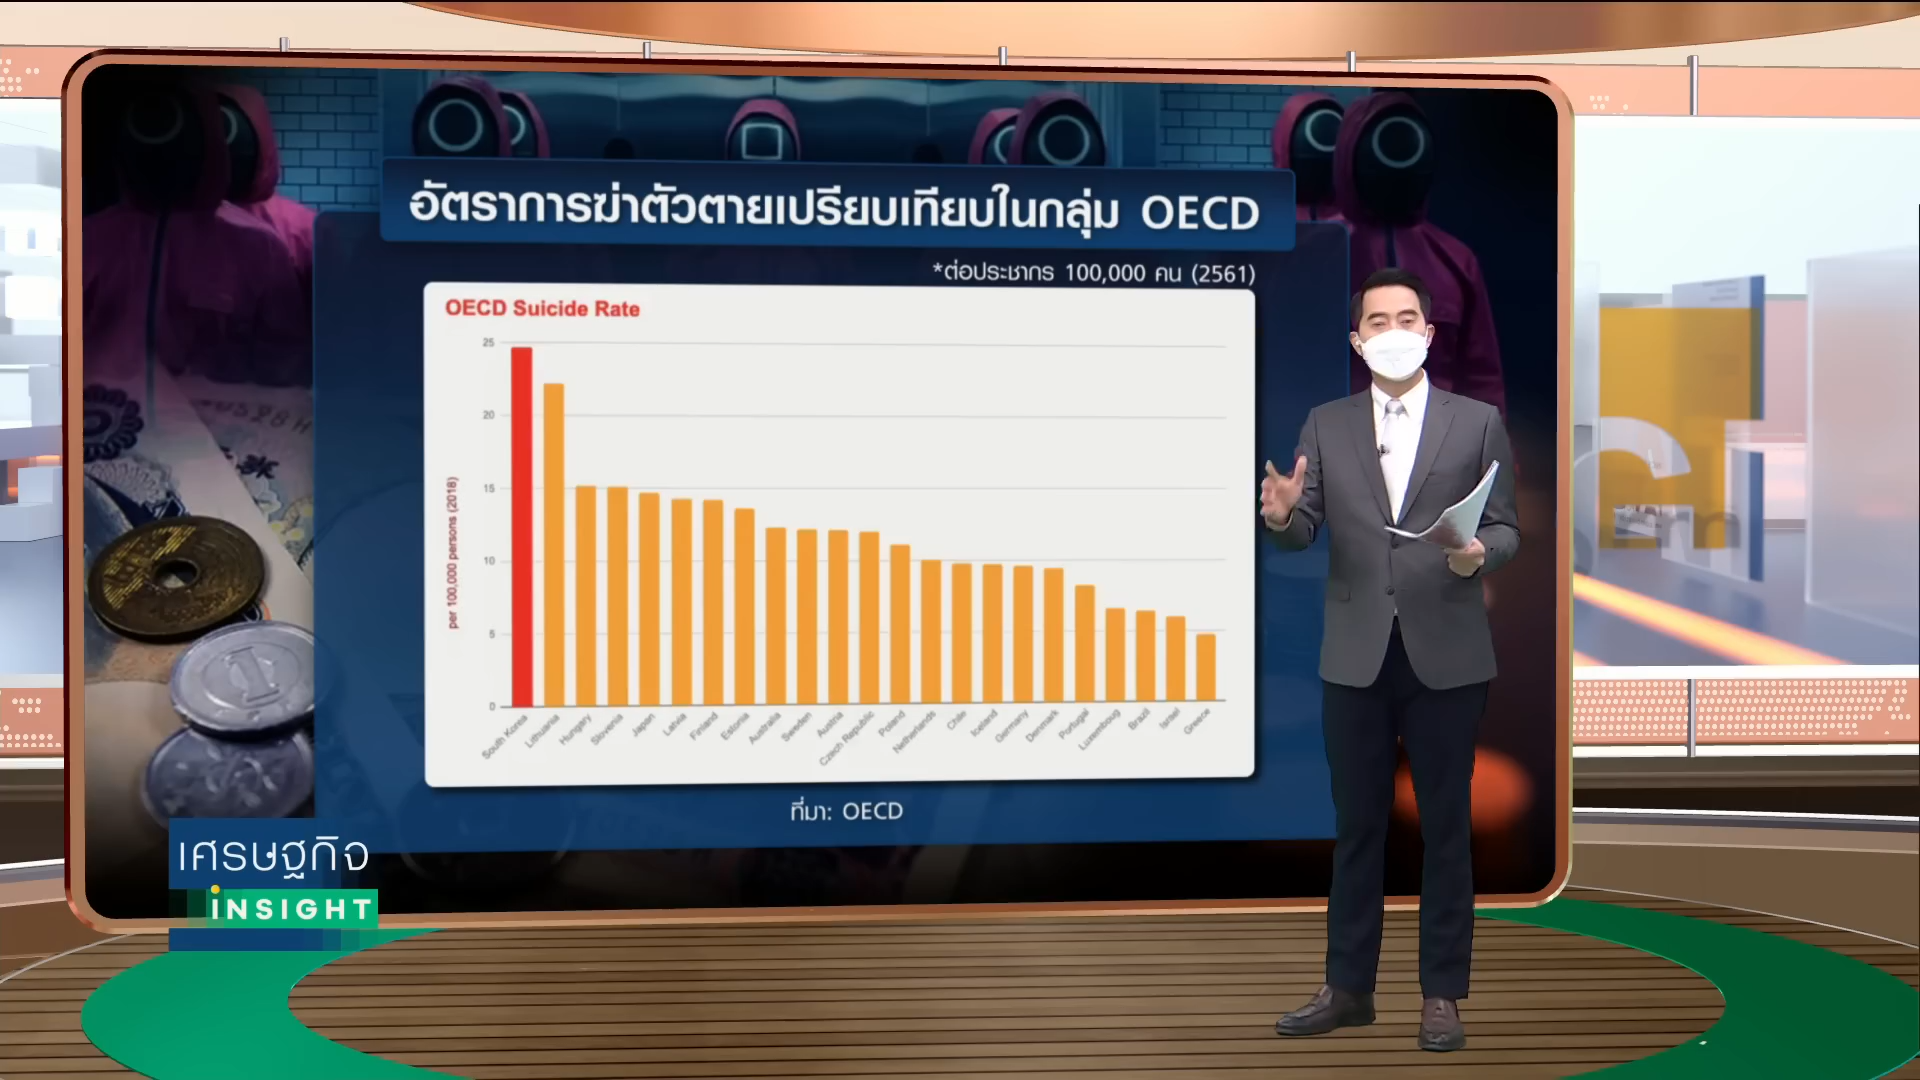 อัตราการฆ่าตัวตายเปรียบเทียบในกลุ่ม OECD
*ต่อประชากร 100,000 คน (2561)
OECD Suicide Rate
per 100,000 persons (2018)
25
20
15
10
5
0
South Korea
Lithuania
Hungary
Slovenia
Japan
Latvia
Finland
Estonia
Australia
Sweden
Austria
Czech Republic
Poland
Netherlands
Chile
Iceland
Germany
Denmark
Portugal
Luxemboug
Brazil
Israel
Greece
ที่มา: OECD
เศรษฐกิจ
INSIGHT